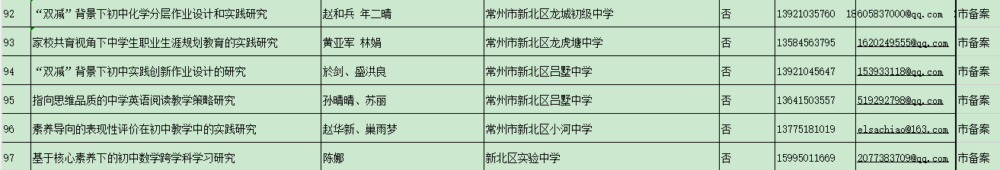 92 “双减”背景下初中化学分层作业设计和实践研究 赵和兵 年二晴 常州市新北区龙城初级中学 否 13921035760 18605837000@qq.com 市备案
93 家校共育视角下中学生职业生涯规划教育的实践研究 黄亚军 林娟 常州市新北区龙虎塘中学 否 13584563795 1620249555@qq.com 市备案
94 “双减”背景下初中实践创新作业设计的研究 於剑、盛洪良 常州市新北区吕墅中学 否 13921045647 153933118@qq.com 市备案
95 指向思维品质的中学英语阅读教学策略研究 孙晴晴、苏丽 常州市新北区吕墅中学 否 13641503557 519292798@qq.com 市备案
96 素养导向的表现性评价在初中教学中的实践研究 赵华新、巢雨梦 常州市新北区小河中学 否 13775181019 elsachiao@163.com 市备案
97 基于核心素养下的初中数学跨学科学习研究 陈娜 新北区实验中学 否 15995011669 2077383709@qq.com 市备案